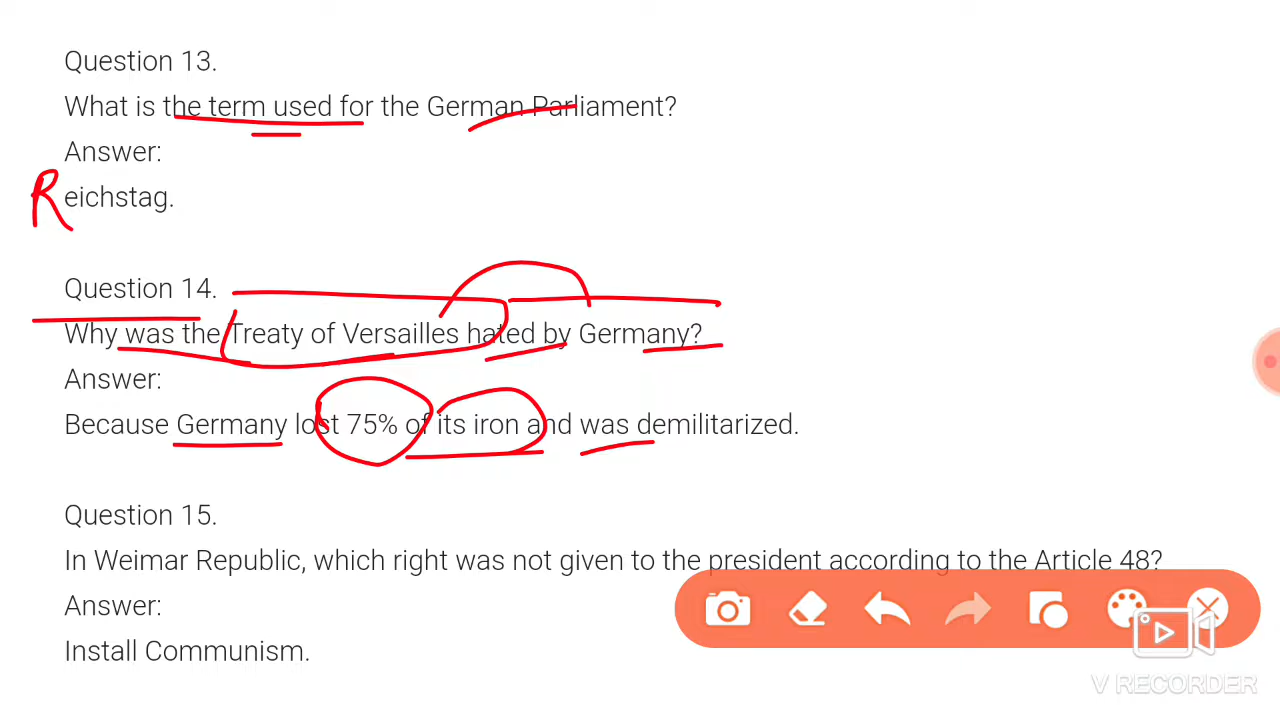 Question 13.
What is the term used for the German Parliament?
Answer:
Reichstag.
Question 14.
Why was the Treaty of Versailles hated by Germany?
Answer:
Because Germany lost 75% of its iron and was demilitarized.
Question 15.
In Weimar Republic, which right was not given to the president according to the Article 48?
Answer:
Install Communism.
V RECORDER